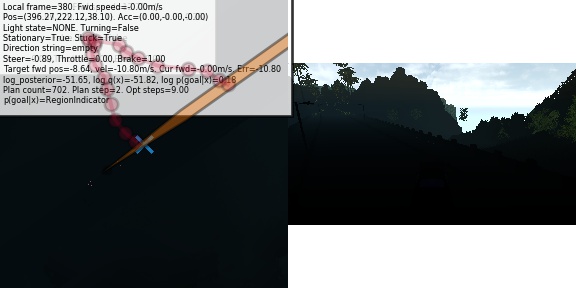 Local frame=380. Fwd speed=-0.00m/s
Pos=(396.27,222.12,38.10). Acc=(0.00,-0.00,-0.00)
Light state=NONE. Turning=False
Stationary=True. Stuck=True
Direction string=empty
Steer=-0.89, Throttle=0.00, Brake=1.00
Target fwd pos=-8.64, vel=-10.80m/s, Cur fwd=-0.00m/s, Err=-10.80
log_posterior=-51.65, log q(x)=-51.82, log p(goal|x)=0.18
Plan count=702. Plan step=2. Opt steps=9.00
p(goal|x)=RegionIndicator